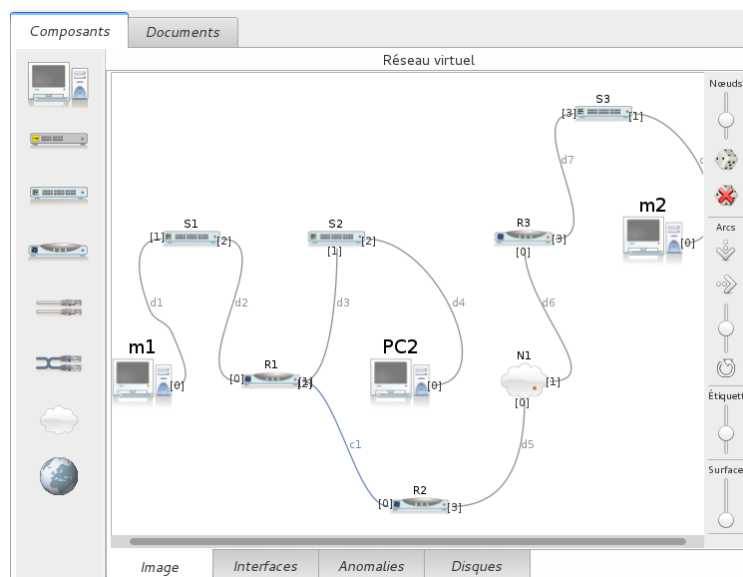 Composants
Documents
Réseau virtuel
Nœuds
S3
[3]
[1]
d7
d
m2
[0]
Arcs
S1
[1]
[2]
S2
[2]
[1]
R3
[3]
[0]
d1
d2
d3
d4
d6
m1
[0]
R1
[0]
PC2
[0]
N1
[1]
[0]
Étiquett
c1
d5
R2
[0]
[3]
Surface
Image
Interfaces
Anomalies
Disques